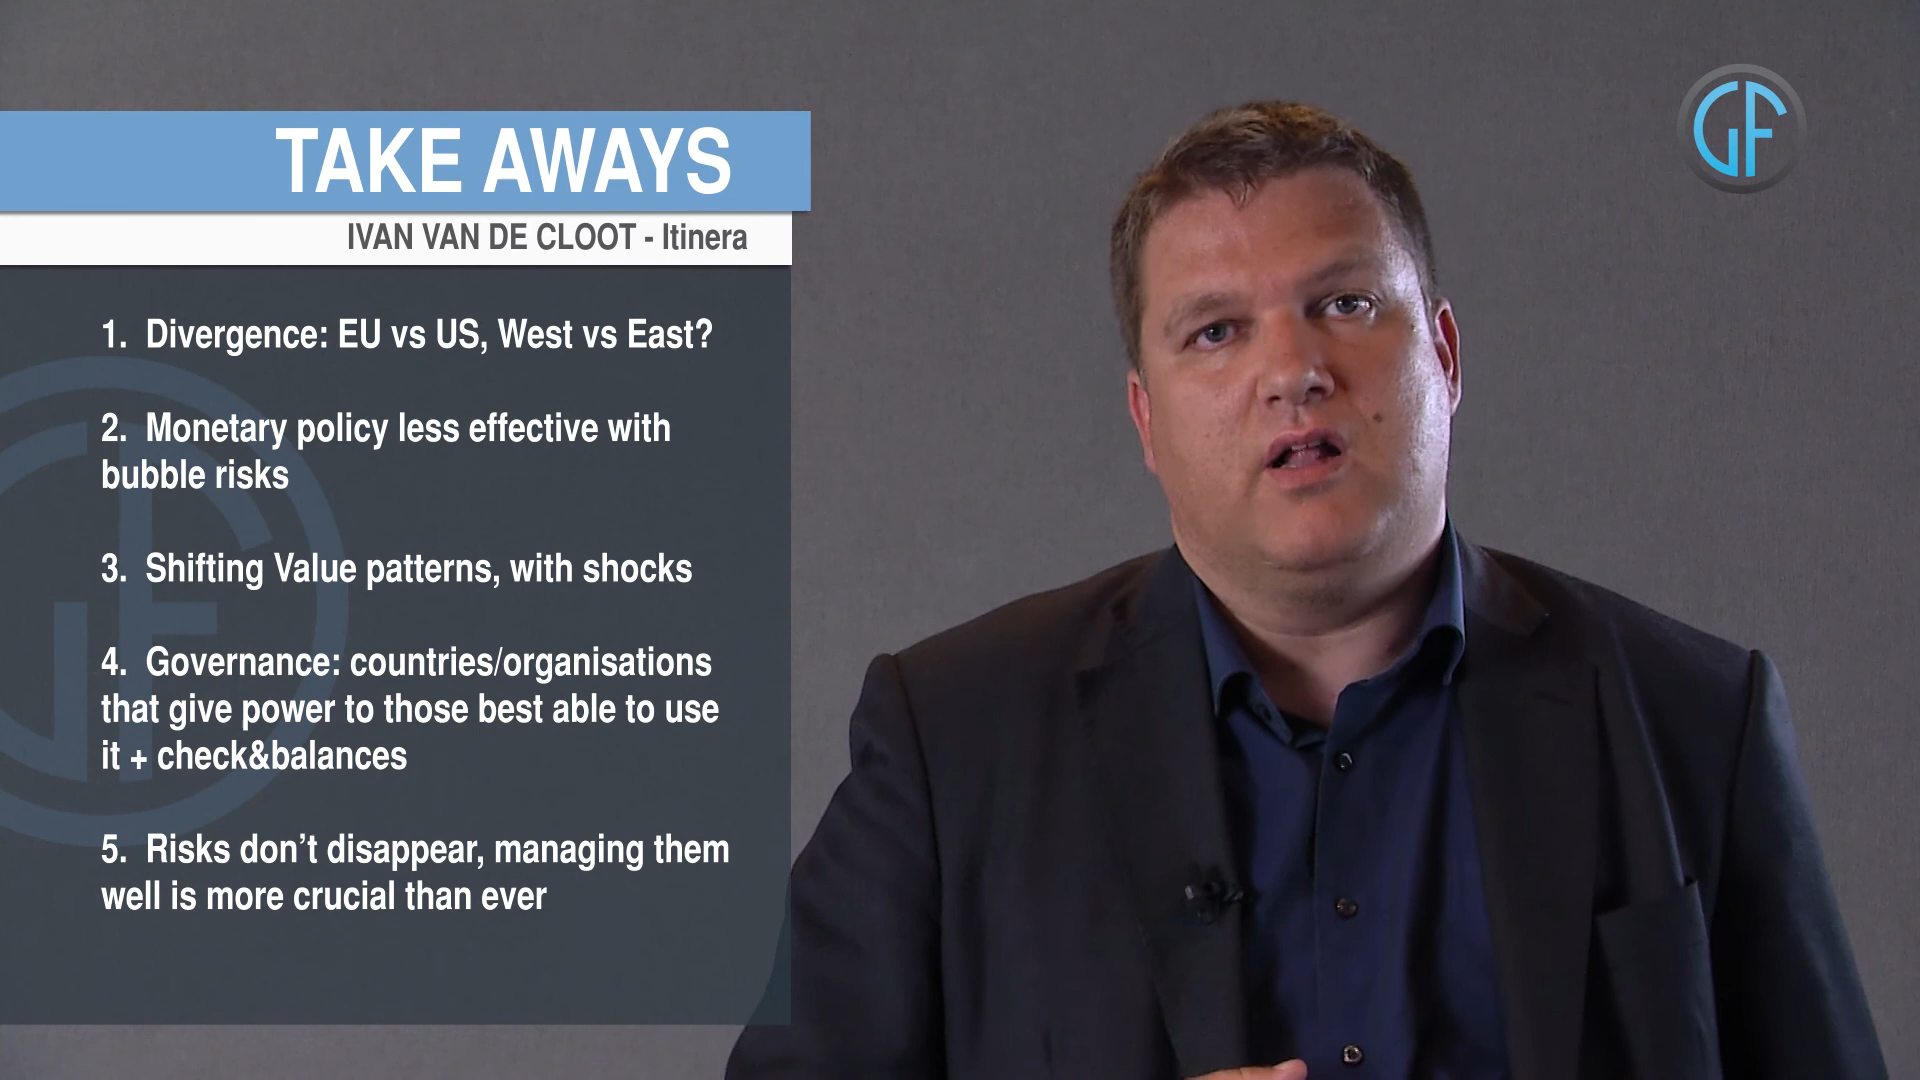 GF
TAKE AWAYS
IVAN VAN DE CLOOT - Itinera
1. Divergence: EU vs US, West vs East?
2. Monetary policy less effective with
bubble risks
3. Shifting Value patterns, with shocks
4. Governance: countries/organisations
that give power to those best able to use
it + check&balances
5. Risks don’t disappear, managing them
well is more crucial than ever